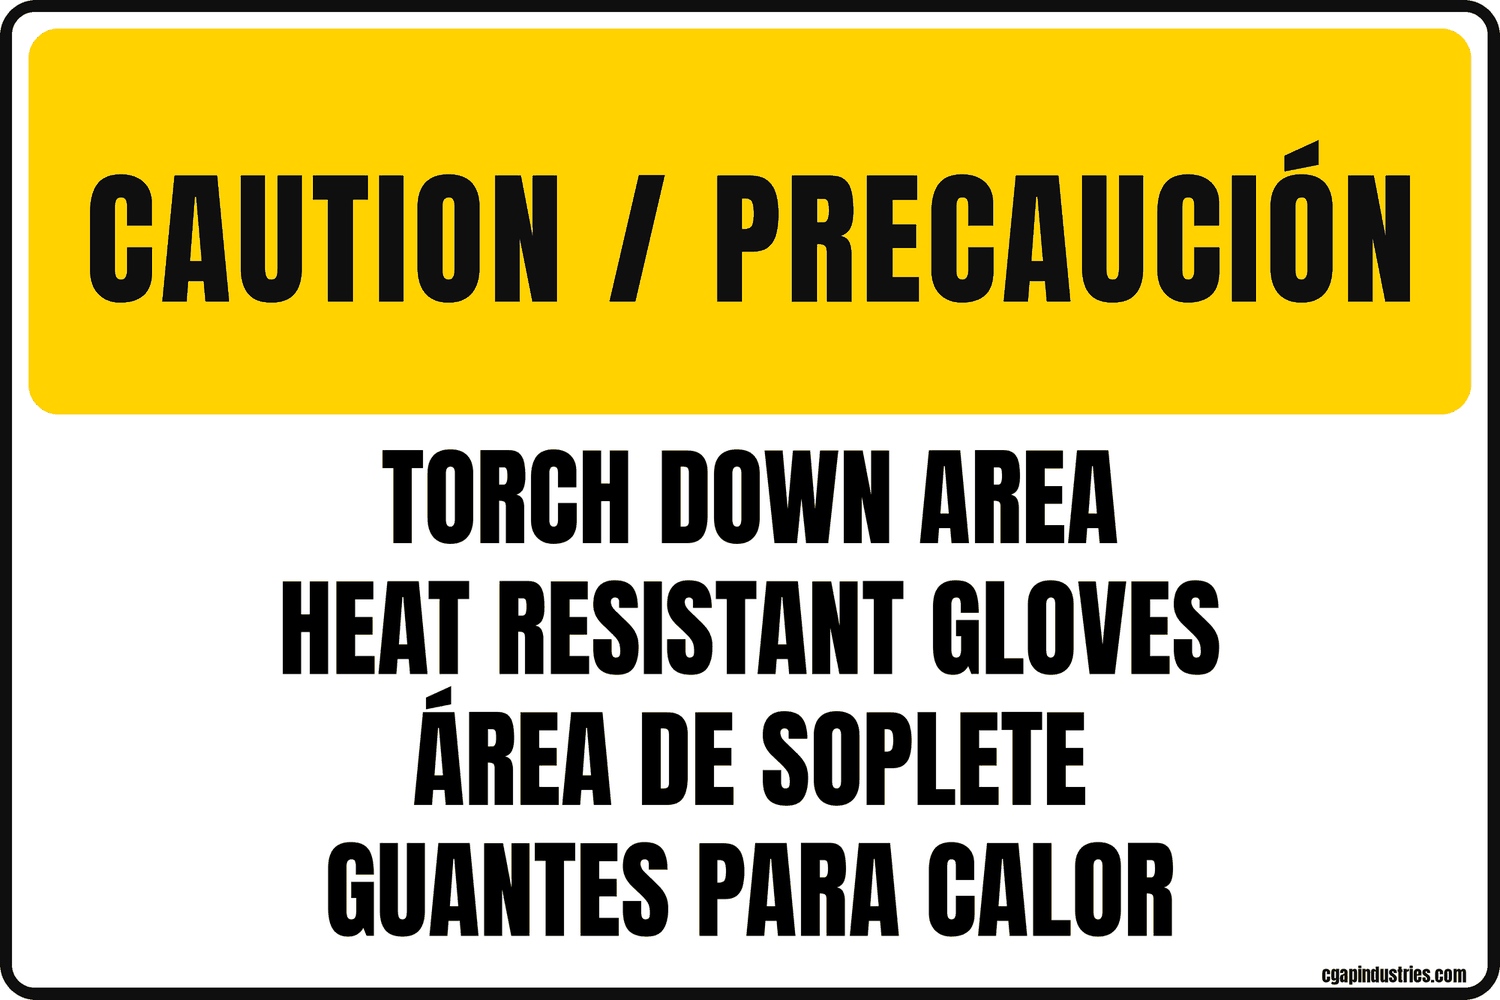 CAUTION / PRECAUCIÓN
TORCH DOWN AREA
HEAT RESISTANT GLOVES
ÁREA DE SOPLETE
GUANTES PARA CALOR
cgapindustries.com